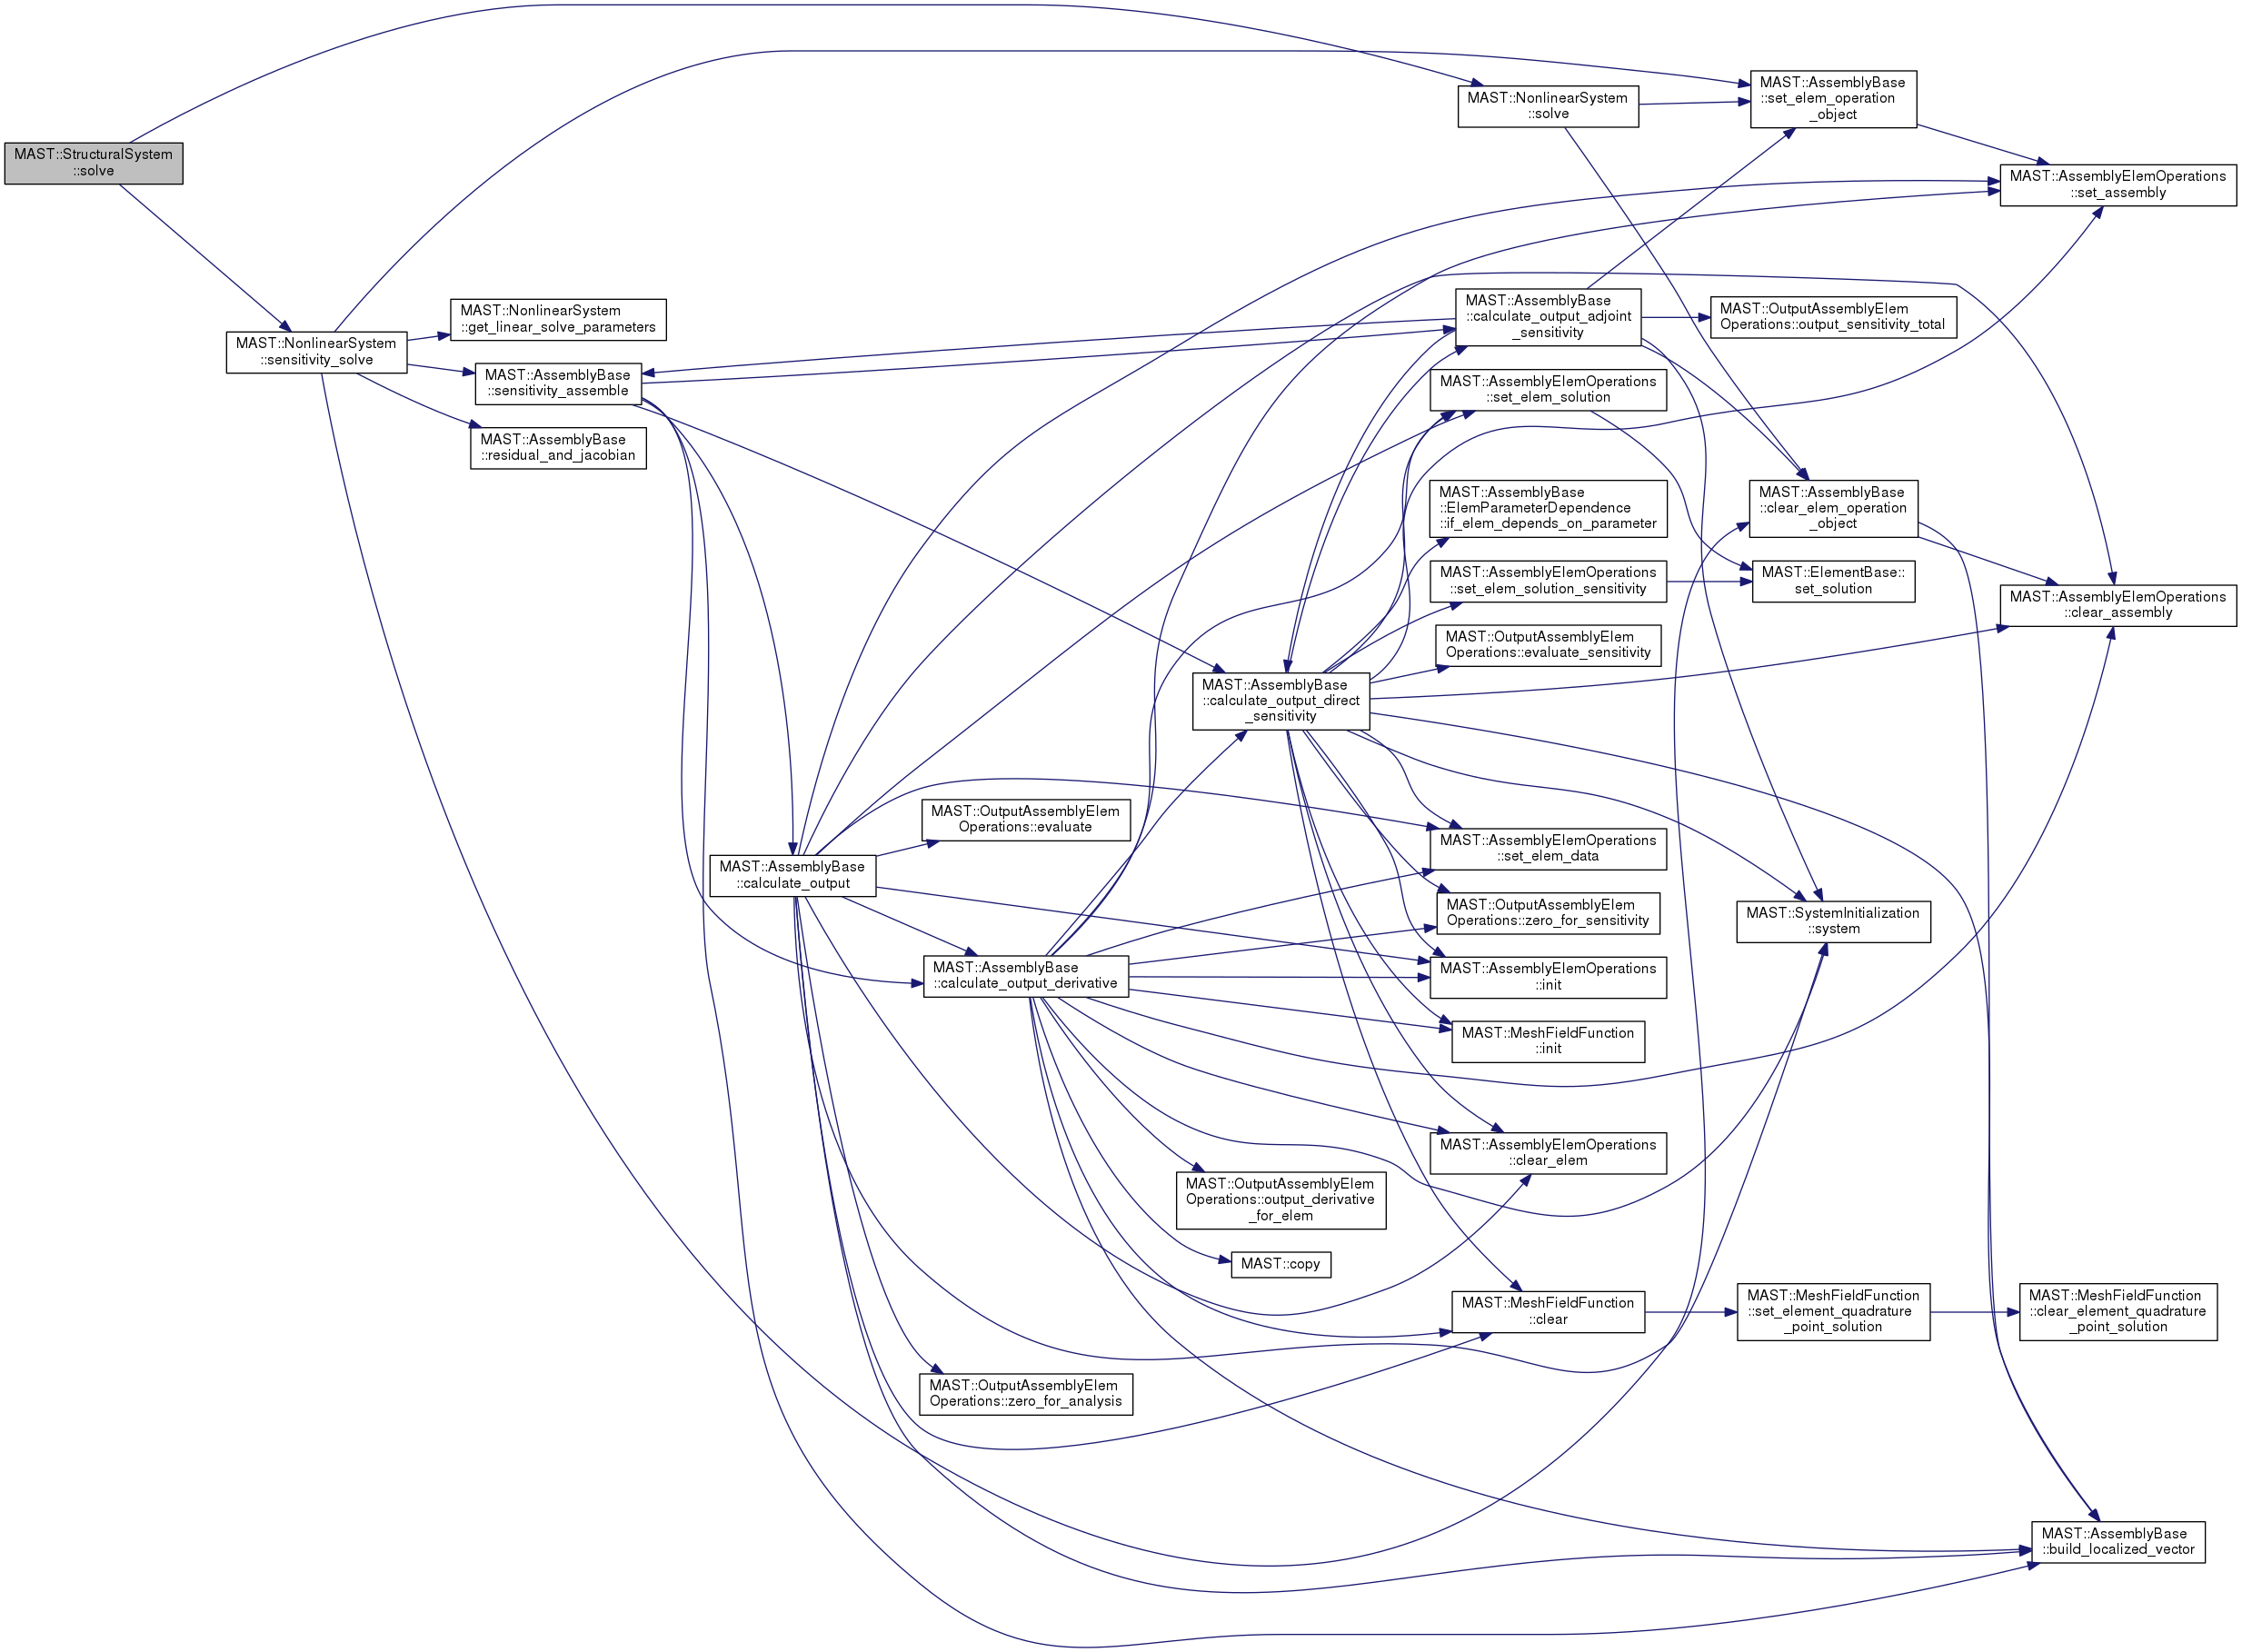 MAST::StructuralSystem
::solve
MAST::NonlinearSystem
::sensitivity_solve
MAST::NonlinearSystem
::get_linear_solve_parameters
MAST::AssemblyBase
::sensitivity_assemble
MAST::AssemblyBase
::residual_and_jacobian
MAST::AssemblyBase
::calculate_output
MAST::OutputAssemblyElem
Operations::evaluate
MAST::AssemblyBase
::calculate_output_derivative
MAST::OutputAssemblyElem
Operations::zero_for_analysis
MAST::AssemblyBase
::calculate_output_direct
_sensitivity
MAST::OutputAssemblyElem
Operations::output_derivative
_for_elem
MAST::copy
MAST::NonlinearSystem
::solve
MAST::AssemblyBase
::calculate_output_adjoint
_sensitivity
MAST::AssemblyElemOperations
::set_elem_solution
MAST::AssemblyBase
::ElemParameterDependence
::if_elem_depends_on_parameter
MAST::AssemblyElemOperations
::set_elem_solution_sensitivity
MAST::OutputAssemblyElem
Operations::evaluate_sensitivity
MAST::AssemblyElemOperations
::set_elem_data
MAST::OutputAssemblyElem
Operations::zero_for_sensitivity
MAST::AssemblyElemOperations
::init
MAST::MeshFieldFunction
::init
MAST::AssemblyElemOperations
::clear_elem
MAST::MeshFieldFunction
::clear
MAST::AssemblyBase
::set_elem_operation
_object
MAST::OutputAssemblyElem
Operations::output_sensitivity_total
MAST::AssemblyBase
::clear_elem_operation
_object
MAST::ElementBase::
set_solution
MAST::SystemInitialization
::system
MAST::MeshFieldFunction
::set_element_quadrature
_point_solution
MAST::AssemblyElemOperations
::set_assembly
MAST::AssemblyElemOperations
::clear_assembly
MAST::MeshFieldFunction
::clear_element_quadrature
_point_solution
MAST::AssemblyBase
::build_localized_vector